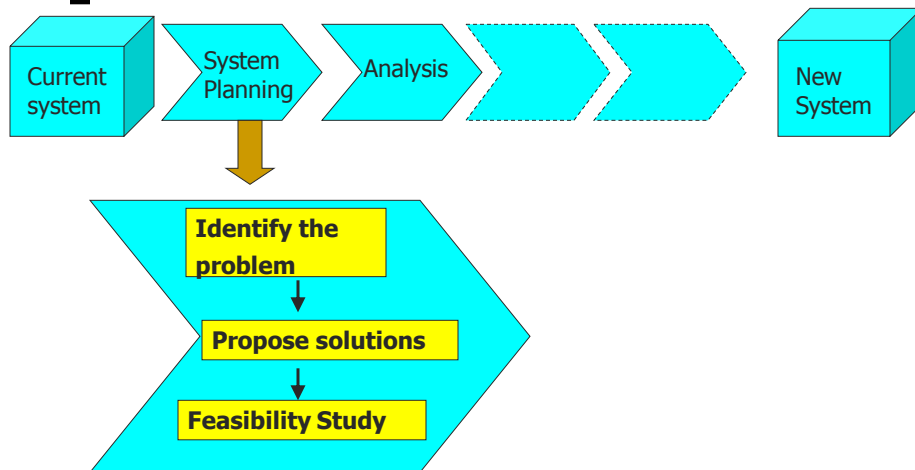 Current
system
System
Planning
Analysis
New
System
Identify the
problem
Propose solutions
Feasibility Study